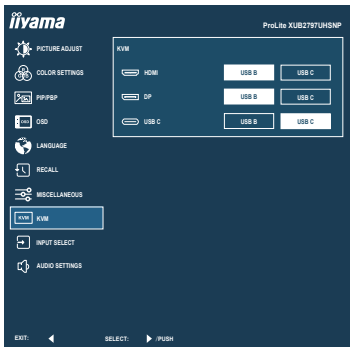 iiyama
ProLite XUB2797UHSNP
PICTURE ADJUST
COLOR SETTINGS
PIP/PBP
OSD OSD
LANGUAGE
RECALL
MISCELLANEOUS
KVM KVM
INPUT SELECT
AUDIO SETTINGS
KVM
HDMI USB B USB C
DP USB B USB C
USB C USB B USB C
EXIT: SELECT: /PUSH